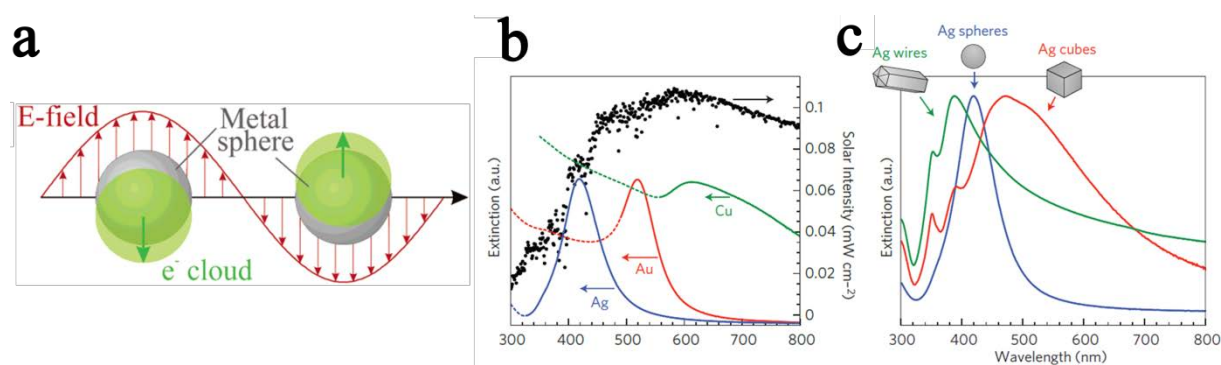 a
E-field
Metal
sphere
e⁻ cloud
b
Extinction (a.u.)
Cu
Au
Ag
300 400 500 600 700 800
0.1
0.08
0.06
0.04
0.02
0
Solar Intensity (mW cm⁻²)
c
Ag spheres
Ag wires
Ag cubes
Extinction (a.u.)
300 400 500 600 700 800
Wavelength (nm)